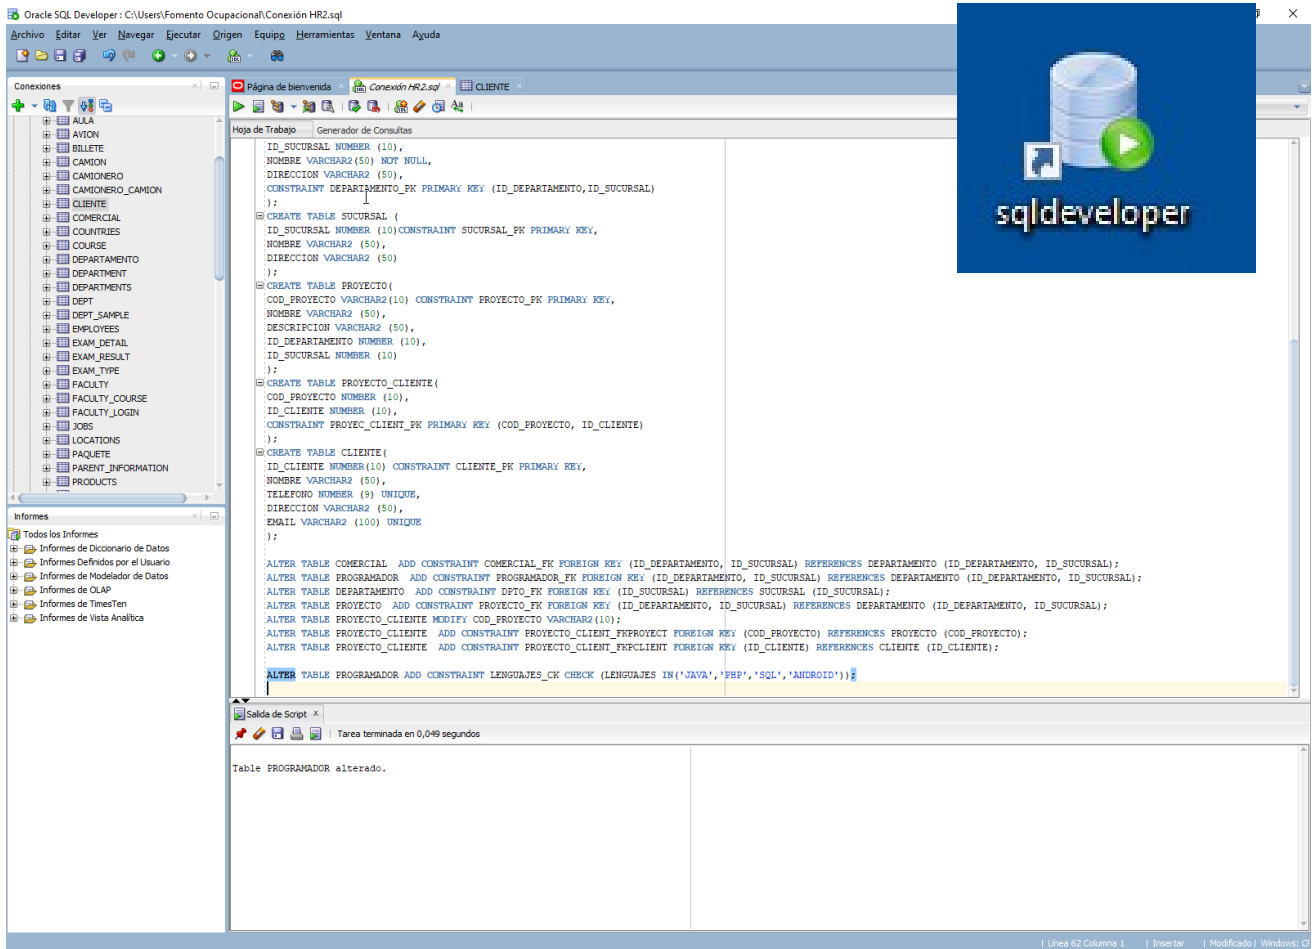 Oracle SQL Developer : C:\Users\Fomento Ocupacional\Conexión HR2.sql
Archivo Editar Ver Navegar Ejecutar Origen Equipo Herramientas Ventana Ayuda
Conexiones
AULA
AVION
BILLETE
CAMION
CAMIONERO
CAMIONERO_CAMION
CLIENTE
COMERCIAL
COUNTRIES
COURSE
DEPARTAMENTO
DEPARTMENT
DEPARTMENTS
DEPT
DEPT_SAMPLE
EMPLOYEES
EXAM_DETAIL
EXAM_RESULT
EXAM_TYPE
FACULTY
FACULTY_COURSE
FACULTY_LOGIN
JOBS
LOCATIONS
PAQUETE
PARENT_INFORMATION
PRODUCTS
Informes
Todos los Informes
Informes de Diccionario de Datos
Informes Definidos por el Usuario
Informes de Modelador de Datos
Informes de OLAP
Informes de TimesTen
Informes de Vista Analítica
Página de bienvenida Conexión HR2.sql CLIENTE
Hoja de Trabajo Generador de Consultas
ID_SUCURSAL NUMBER (10),
NOMBRE VARCHAR2(50) NOT NULL,
DIRECCION VARCHAR2 (50),
CONSTRAINT DEPARTAMENTO_PK PRIMARY KEY (ID_DEPARTAMENTO,ID_SUCURSAL)
);
CREATE TABLE SUCURSAL (
ID_SUCURSAL NUMBER (10)CONSTRAINT SUCURSAL_PK PRIMARY KEY,
NOMBRE VARCHAR2 (50),
DIRECCION VARCHAR2 (50)
);
CREATE TABLE PROYECTO(
COD_PROYECTO VARCHAR2(10) CONSTRAINT PROYECTO_PK PRIMARY KEY,
NOMBRE VARCHAR2 (50),
DESCRIPCION VARCHAR2 (50),
ID_DEPARTAMENTO NUMBER (10),
ID_SUCURSAL NUMBER (10)
);
CREATE TABLE PROYECTO_CLIENTE(
COD_PROYECTO NUMBER (10),
ID_CLIENTE NUMBER (10),
CONSTRAINT PROYEC_CLIENT_PK PRIMARY KEY (COD_PROYECTO, ID_CLIENTE)
);
CREATE TABLE CLIENTE(
ID_CLIENTE NUMBER(10) CONSTRAINT CLIENTE_PK PRIMARY KEY,
NOMBRE VARCHAR2 (50),
TELEFONO NUMBER (9) UNIQUE,
DIRECCION VARCHAR2 (50),
EMAIL VARCHAR2 (100) UNIQUE
);
ALTER TABLE COMERCIAL ADD CONSTRAINT COMERCIAL_FK FOREIGN KEY (ID_DEPARTAMENTO, ID_SUCURSAL) REFERENCES DEPARTAMENTO (ID_DEPARTAMENTO, ID_SUCURSAL);
ALTER TABLE PROGRAMADOR ADD CONSTRAINT PROGRAMADOR_FK FOREIGN KEY (ID_DEPARTAMENTO, ID_SUCURSAL) REFERENCES DEPARTAMENTO (ID_DEPARTAMENTO, ID_SUCURSAL);
ALTER TABLE DEPARTAMENTO ADD CONSTRAINT DPTO_FK FOREIGN KEY (ID_SUCURSAL) REFERENCES SUCURSAL (ID_SUCURSAL);
ALTER TABLE PROYECTO ADD CONSTRAINT PROYECTO_FK FOREIGN KEY (ID_DEPARTAMENTO, ID_SUCURSAL) REFERENCES DEPARTAMENTO (ID_DEPARTAMENTO, ID_SUCURSAL);
ALTER TABLE PROYECTO_CLIENTE MODIFY COD_PROYECTO VARCHAR2(10);
ALTER TABLE PROYECTO_CLIENTE ADD CONSTRAINT PROYECTO_CLIENT_FKPROYECT FOREIGN KEY (COD_PROYECTO) REFERENCES PROYECTO (COD_PROYECTO);
ALTER TABLE PROYECTO_CLIENTE ADD CONSTRAINT PROYECTO_CLIENT_FKPCLIENT FOREIGN KEY (ID_CLIENTE) REFERENCES CLIENTE (ID_CLIENTE);
ALTER TABLE PROGRAMADOR ADD CONSTRAINT LENGUAJES_CK CHECK (LENGUAJES IN('JAVA','PHP','SQL','ANDROID'));
Salida de Script
Tarea terminada en 0,049 segundos
Table PROGRAMADOR alterado.
sqldeveloper
Línea 62 Columna 1 | Insertar | Modificado | Windows: